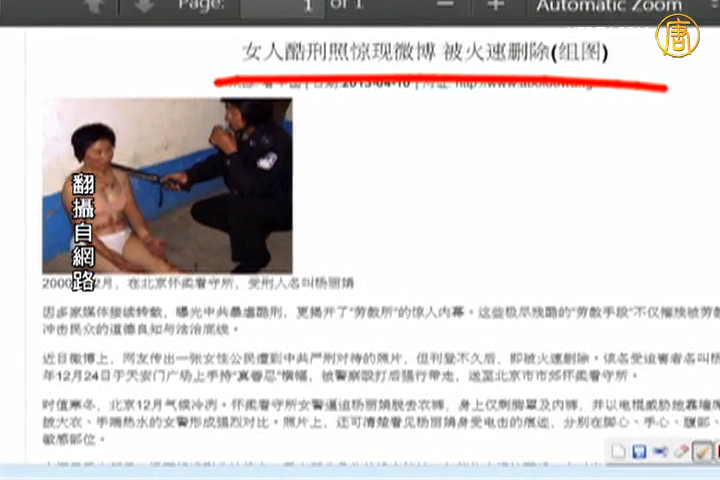 Page: 1 of 1 Automatic Zoom
唐
女人酷刑照惊现微博 被火速删除(组图)
翻攝自網路
12月，在北京怀柔看守所，受刑人名叫杨丽娟
因多家媒体接续转载，曝光中共暴虐酷刑，更揭开了“劳教所”的惊人内幕。这些极尽残酷的“劳教手段”不仅摧残被劳教
冲击民众的道德良知与法治底线。
近日微博上，网友传出一张女性公民遭到中共严刑对待的照片，但刊登不久后，即被火速删除。该名受迫害者名叫杨
年12月24日于天安门广场上手持“真善忍”横幅，被警察殴打后强行带走，送至北京市市郊怀柔看守所。
时值寒冬，北京12月气候冷冽。怀柔看守所女警逼迫杨丽娟脱去衣裤，身上仅剩胸罩及内裤，并以电棍威胁她靠墙
披大衣、手端热水的女警形成强烈对比。照片上，还可清楚看见杨丽娟身受电击的痕迹，分别在脚心、手心、腹部、
敏感部位。